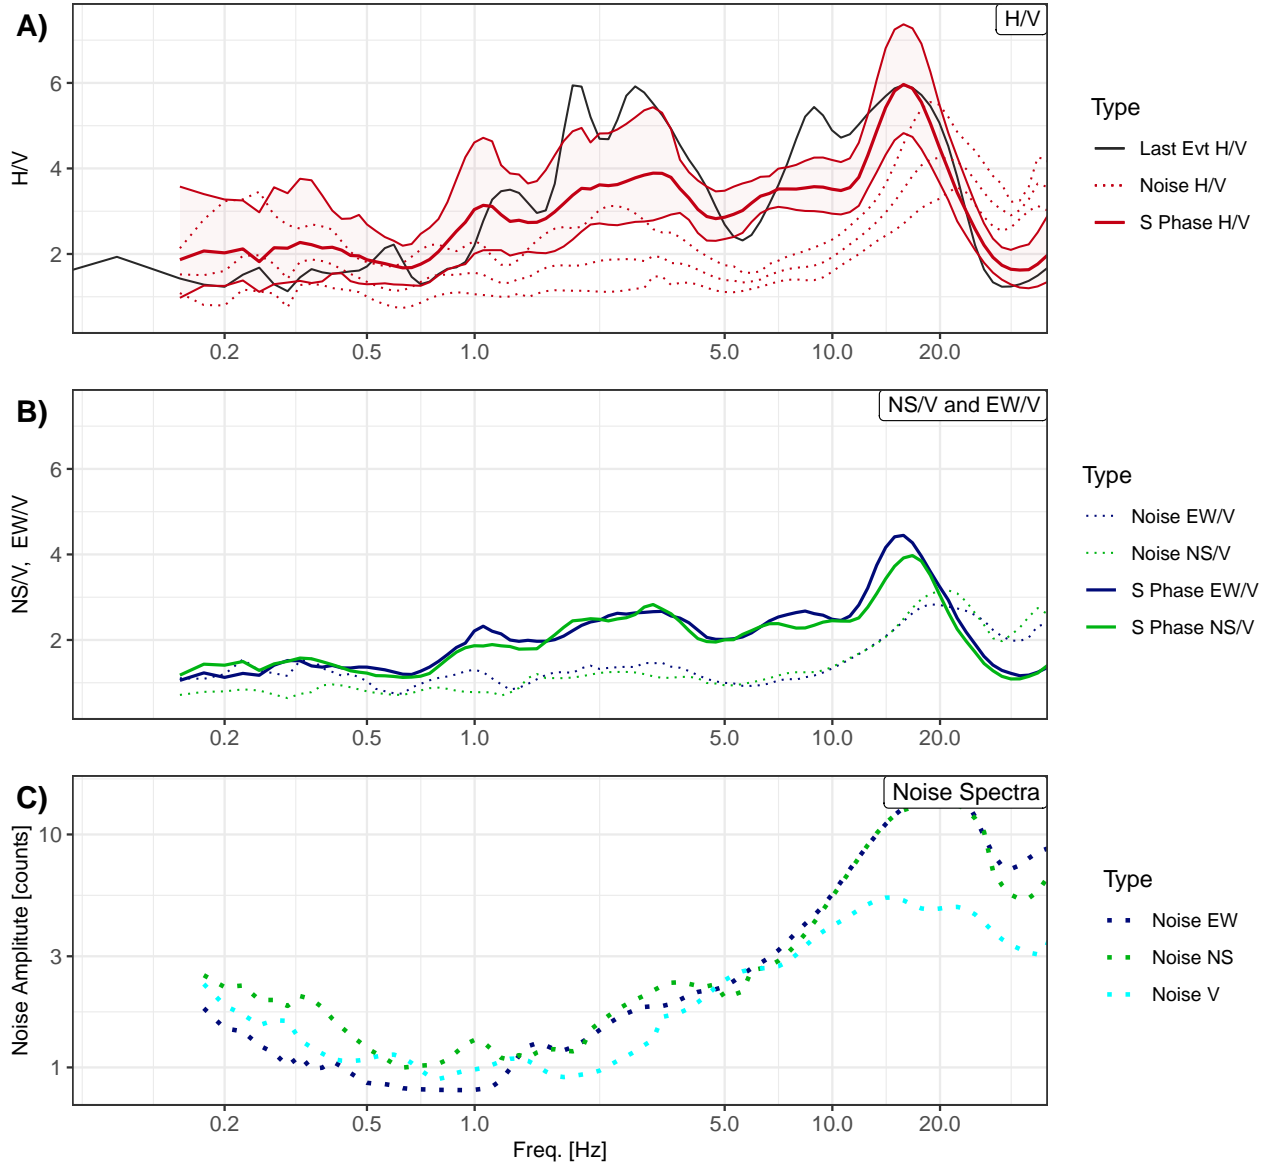 A)
H/V
H/V
6
4
2
0.2 0.5 1.0 5.0 10.0 20.0
Type
Last Evt H/V
Noise H/V
S Phase H/V
B)
NS/V and EW/V
NS/V,  EW/V
6
4
2
0.2 0.5 1.0 5.0 10.0 20.0
Type
Noise EW/V
Noise NS/V
S Phase EW/V
S Phase NS/V
C)
Noise Spectra
Noise Amplitute [counts]
10
3
1
0.2 0.5 1.0 5.0 10.0 20.0
Freq. [Hz]
Type
Noise EW
Noise NS
Noise V